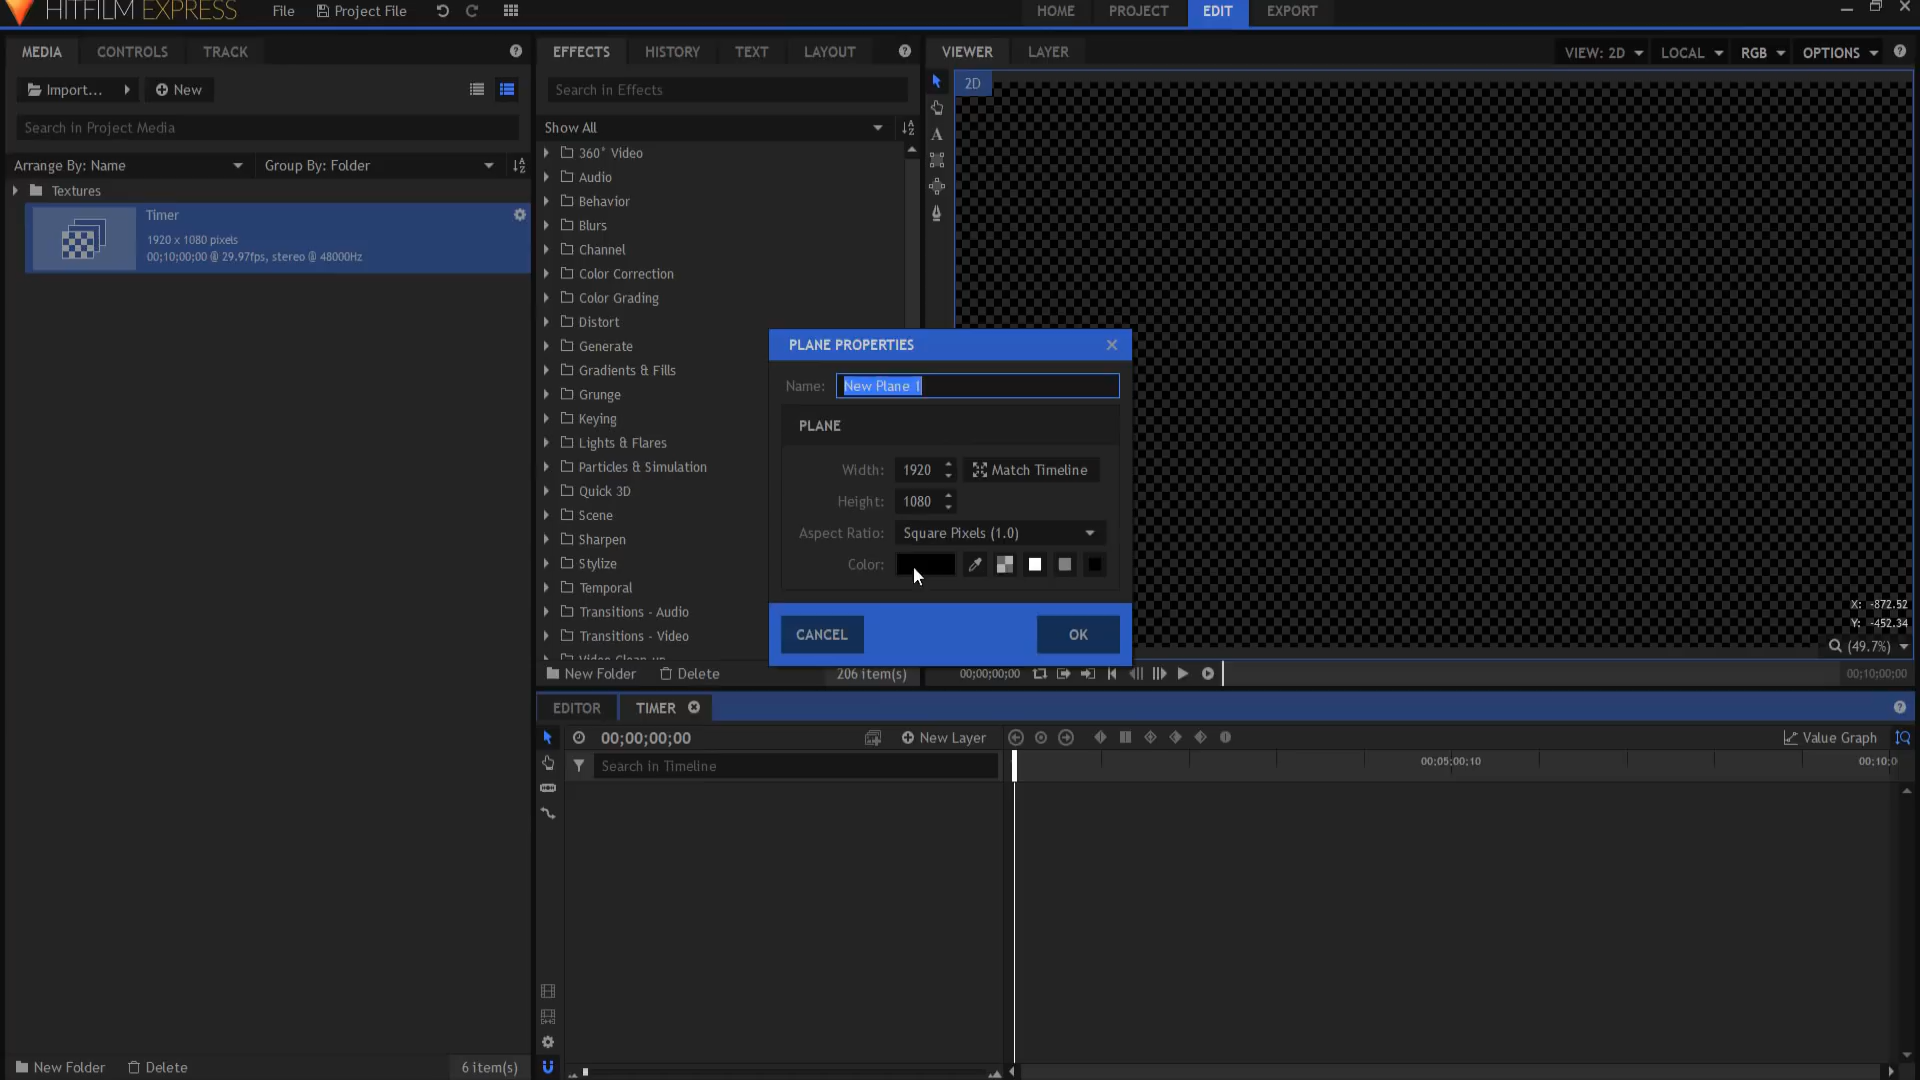 HITFILM EXPRESS
File
Project File
HOME
PROJECT
EDIT
EXPORT
MEDIA
CONTROLS
TRACK
Import...
New
Search in Project Media
Arrange By: Name
Group By: Folder
Textures
Timer
1920 x 1080 pixels
00;10;00;00 @ 29.97fps, stereo @ 48000Hz
New Folder
Delete
6 item(s)
EFFECTS
HISTORY
TEXT
LAYOUT
Search in Effects
Show All
360° Video
Audio
Behavior
Blurs
Channel
Color Correction
Color Grading
Distort
Generate
Gradients & Fills
Grunge
Keying
Lights & Flares
Particles & Simulation
Quick 3D
Scene
Sharpen
Stylize
Temporal
Transitions - Audio
Transitions - Video
Video Clean-up
New Folder
Delete
206 item(s)
VIEWER
LAYER
VIEW: 2D
LOCAL
RGB
OPTIONS
2D
X: -872.52
Y: -452.34
(49.7%)
00;00;00;00
00;10;00;00
PLANE PROPERTIES
Name: New Plane 1
PLANE
Width: 1920
Match Timeline
Height: 1080
Aspect Ratio: Square Pixels (1.0)
Color:
CANCEL
OK
EDITOR
TIMER
00;00;00;00
New Layer
Value Graph
Search in Timeline
00;05;00;10
00;10;0